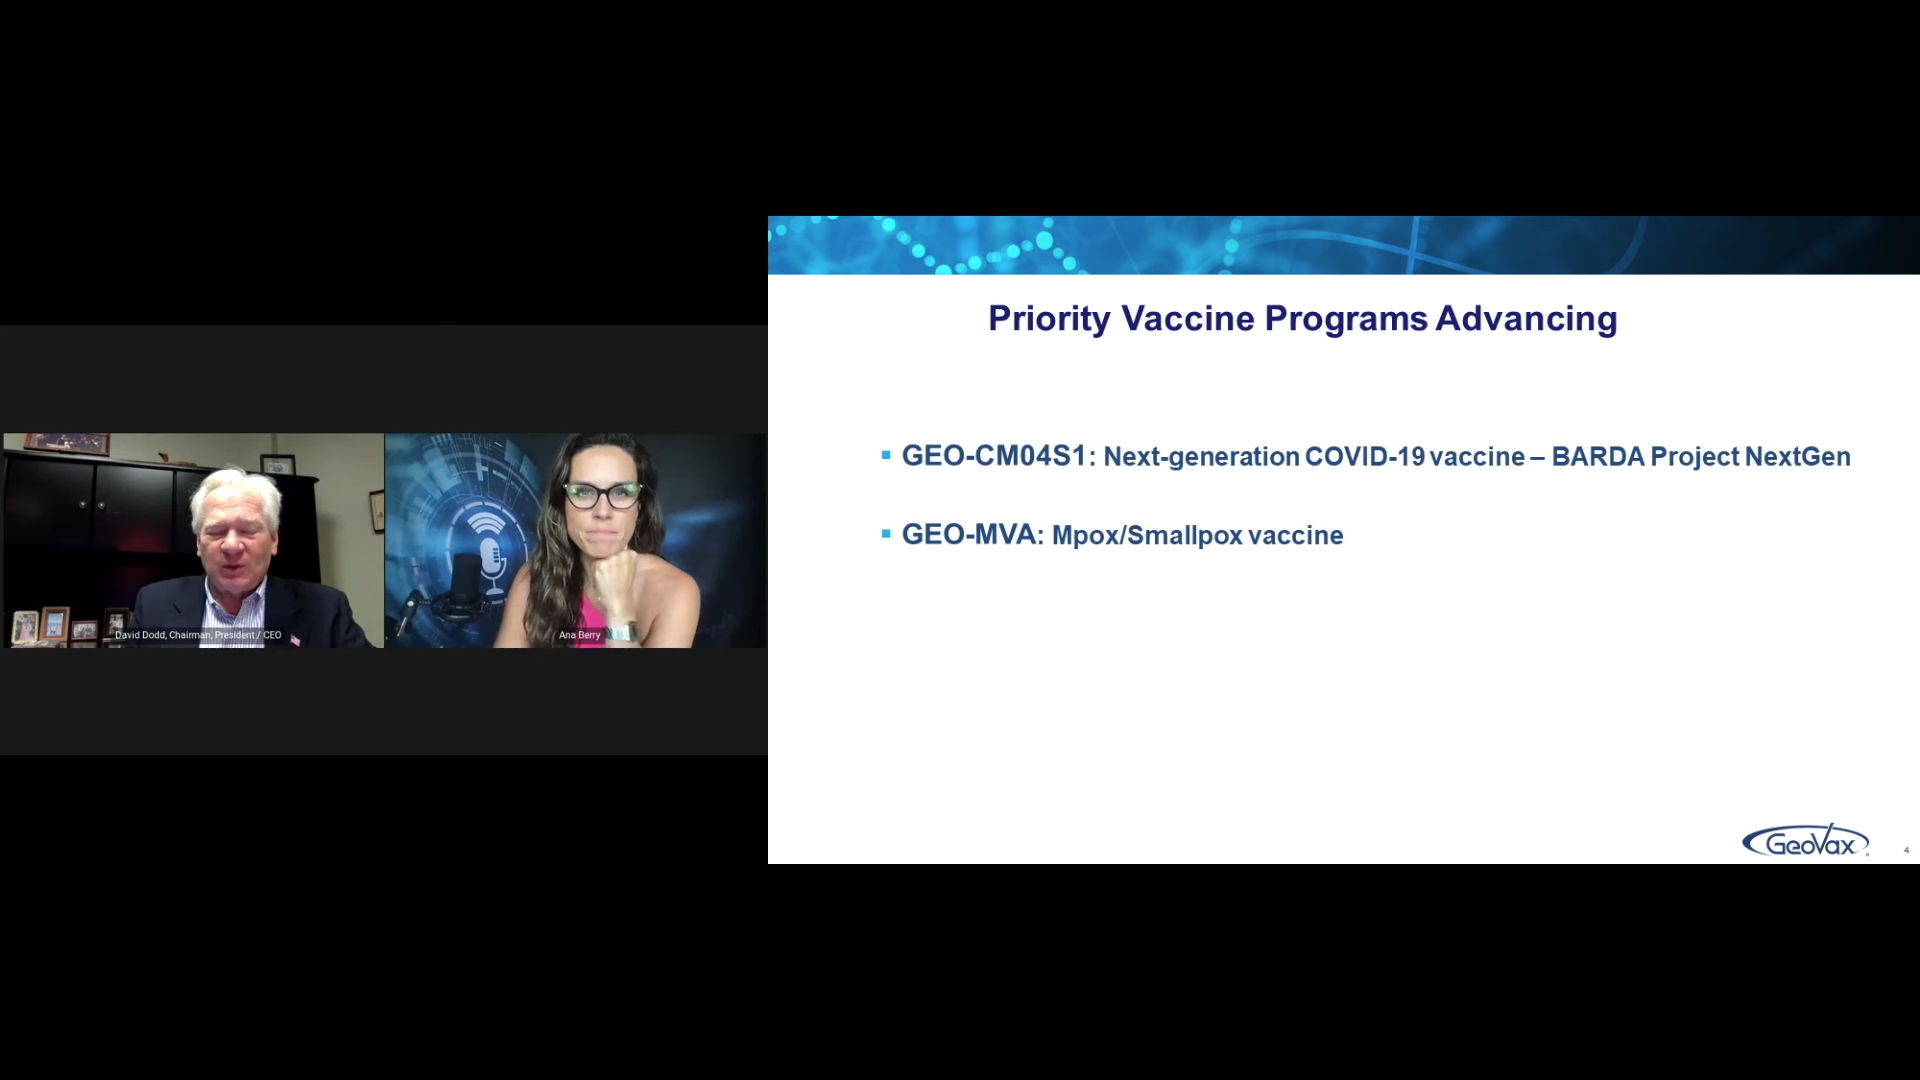 Priority Vaccine Programs Advancing
GEO-CM04S1: Next-generation COVID-19 vaccine – BARDA Project NextGen
GEO-MVA: Mpox/Smallpox vaccine
David Dodd, Chairman, President / CEO
Ana Berry
GeoVax
4